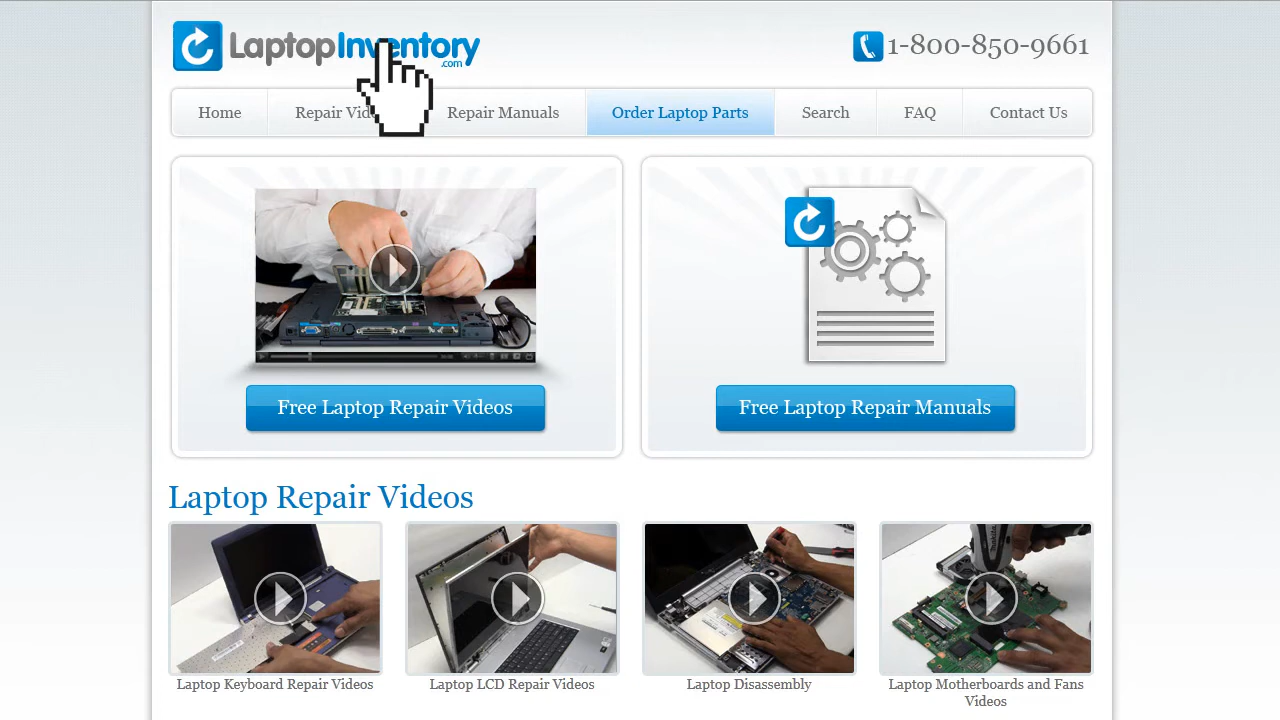 LaptopInventory
.com
1-800-850-9661
Home
Repair Vid
Repair Manuals
Order Laptop Parts
Search
FAQ
Contact Us
Free Laptop Repair Videos
Free Laptop Repair Manuals
Laptop Repair Videos
Laptop Keyboard Repair Videos
Laptop LCD Repair Videos
Laptop Disassembly
Laptop Motherboards and Fans
Videos